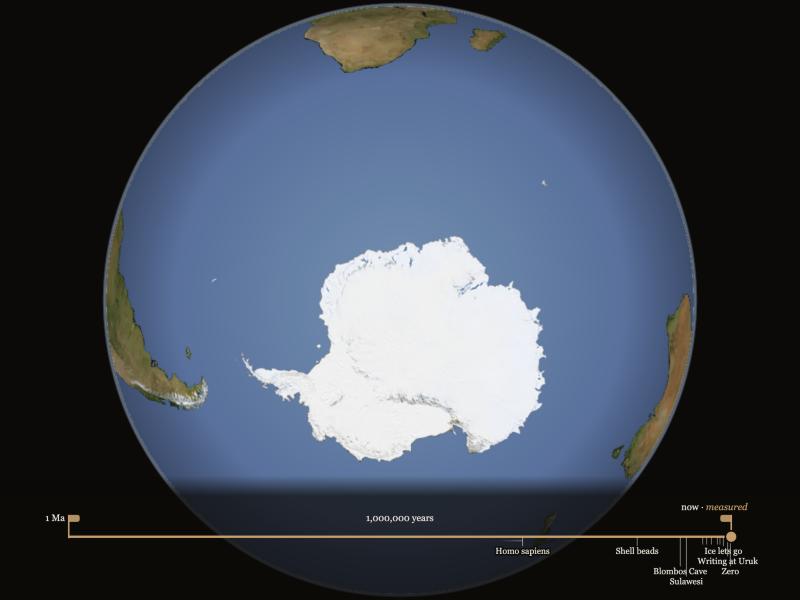 now · measured
1 Ma
1,000,000 years
Homo sapiens
Shell beads
Ice lets go
Writing at Uruk
Blombos Cave
Zero
Sulawesi